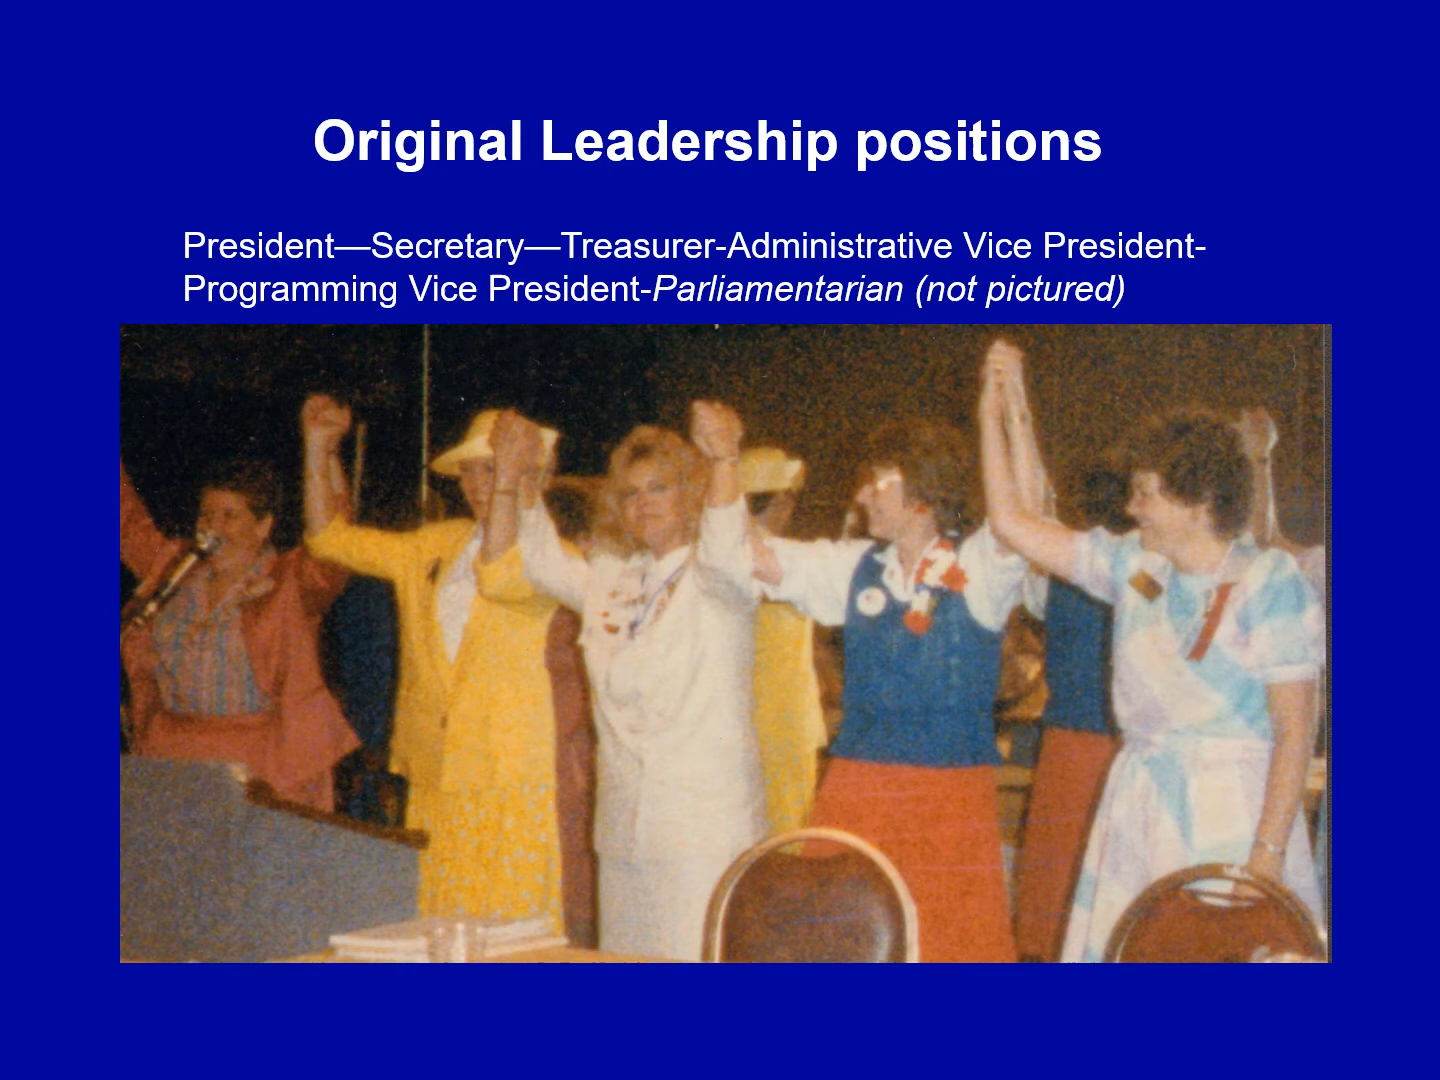 Original Leadership positions
President—Secretary—Treasurer-Administrative Vice President-
Programming Vice President-Parliamentarian (not pictured)